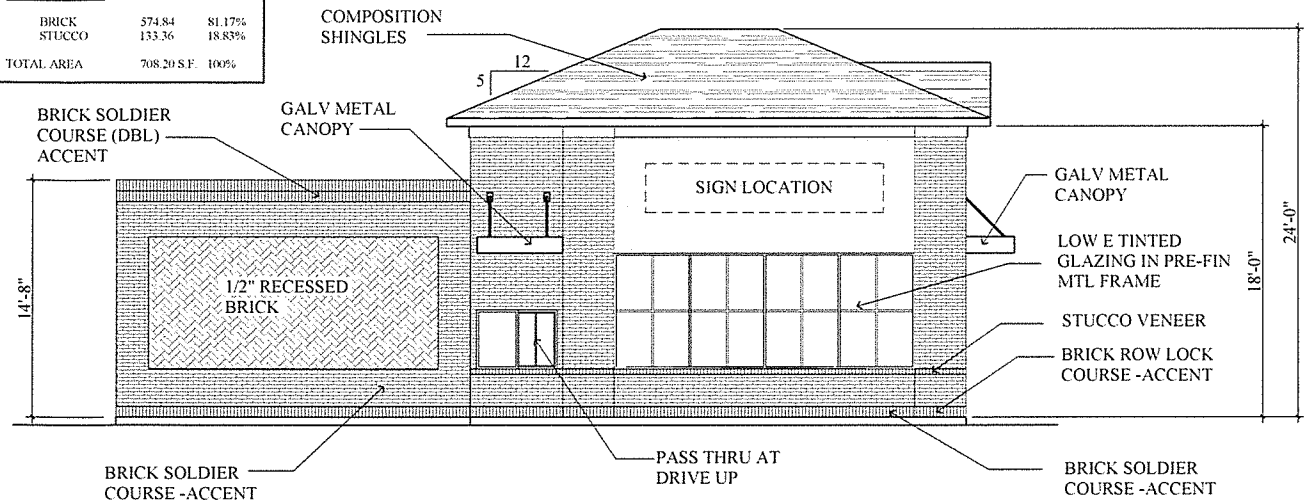 BRICK 574.84 81.17%
STUCCO 133.36 18.83%
TOTAL AREA 708.20 S.F. 100%
COMPOSITION
SHINGLES
12
5
BRICK SOLDIER
COURSE (DBL)
ACCENT
GALV METAL
CANOPY
SIGN LOCATION
GALV METAL
CANOPY
LOW E TINTED
GLAZING IN PRE-FIN
MTL FRAME
STUCCO VENEER
BRICK ROW LOCK
COURSE -ACCENT
1/2" RECESSED
BRICK
14'-8"
18'-0"
24'-0"
BRICK SOLDIER
COURSE -ACCENT
PASS THRU AT
DRIVE UP
BRICK SOLDIER
COURSE -ACCENT